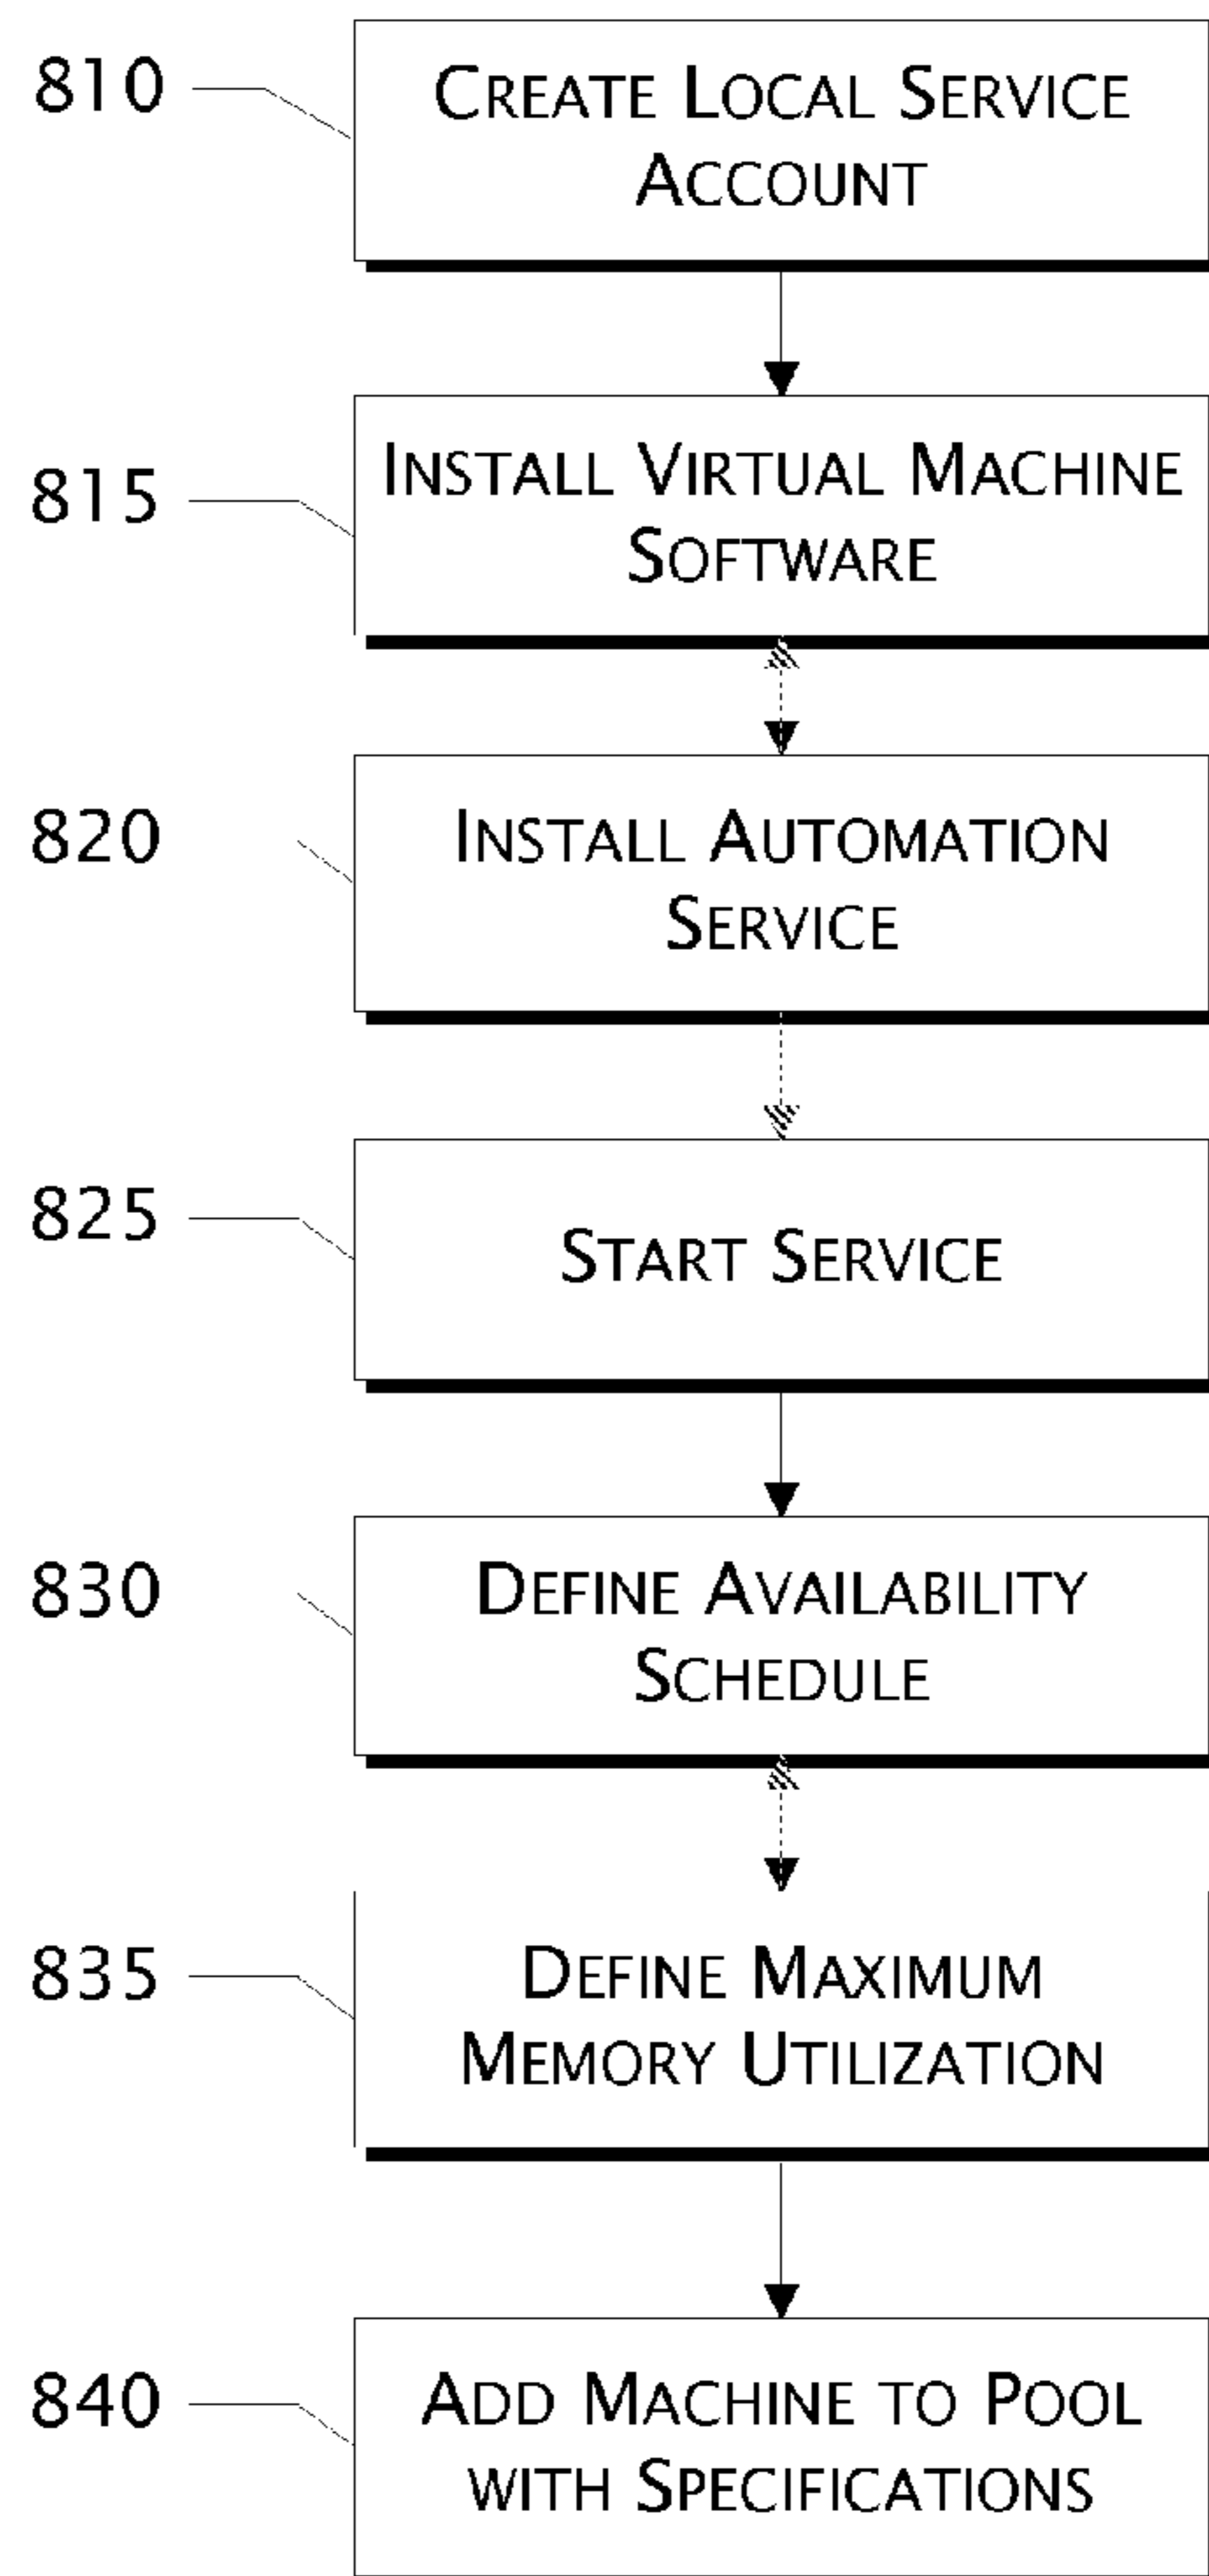 810
CREATE LOCAL SERVICE
ACCOUNT
815
INSTALL VIRTUAL MACHINE
SOFTWARE
820
INSTALL AUTOMATION
SERVICE
825
START SERVICE
830
DEFINE AVAILABILITY
SCHEDULE
835
DEFINE MAXIMUM
MEMORY UTILIZATION
840
ADD MACHINE TO POOL
WITH SPECIFICATIONS